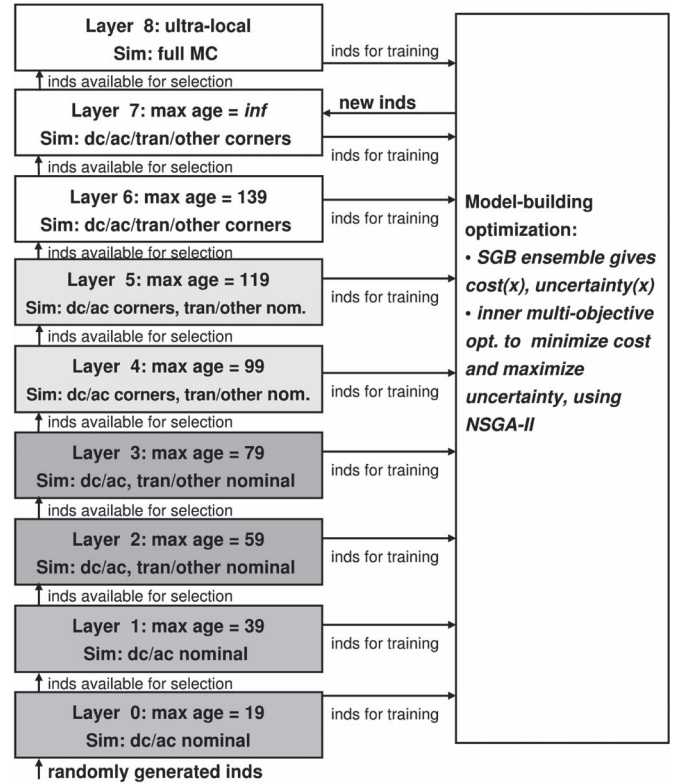 Layer 8: ultra-local
Sim: full MC
inds for training
inds available for selection
Layer 7: max age = inf
Sim: dc/ac/tran/other corners
new inds
inds for training
inds available for selection
Layer 6: max age = 139
Sim: dc/ac/tran/other corners
inds for training
inds available for selection
Layer 5: max age = 119
Sim: dc/ac corners, tran/other nom.
inds for training
inds available for selection
Layer 4: max age = 99
Sim: dc/ac corners, tran/other nom.
inds for training
inds available for selection
Layer 3: max age = 79
Sim: dc/ac, tran/other nominal
inds for training
inds available for selection
Layer 2: max age = 59
Sim: dc/ac, tran/other nominal
inds for training
inds available for selection
Layer 1: max age = 39
Sim: dc/ac nominal
inds for training
inds available for selection
Layer 0: max age = 19
Sim: dc/ac nominal
inds for training
randomly generated inds
Model-building
optimization:
• SGB ensemble gives
cost(x), uncertainty(x)
• inner multi-objective
opt. to minimize cost
and maximize
uncertainty, using
NSGA-II